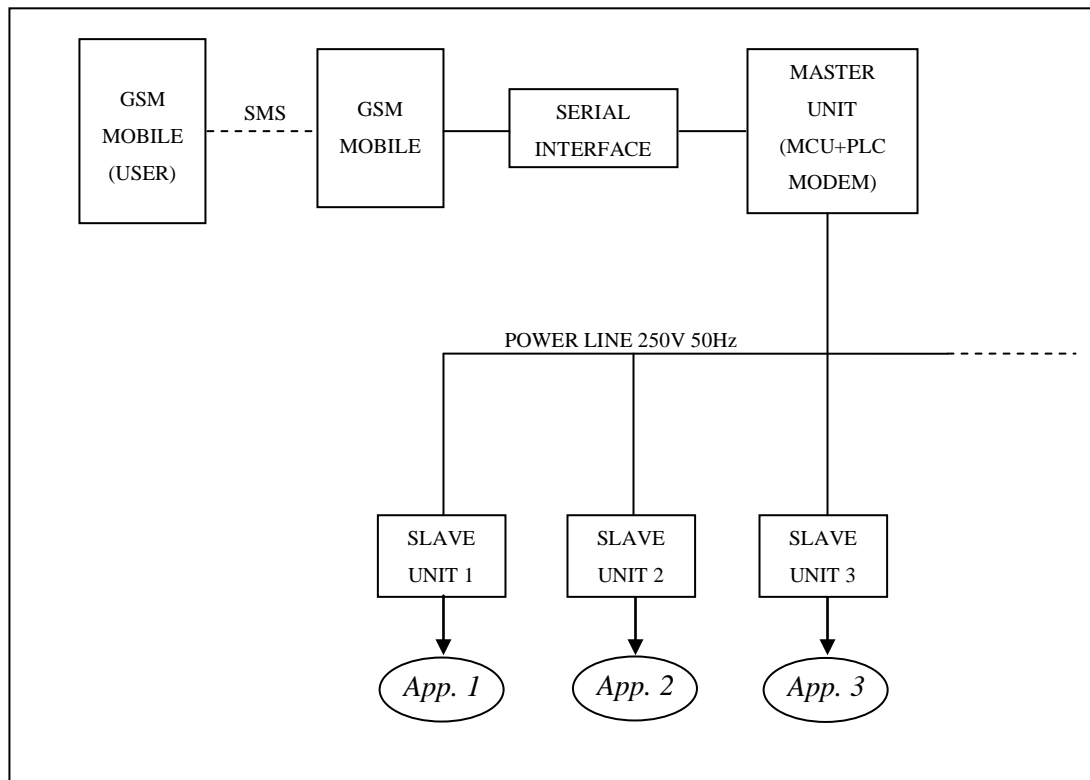 GSM
MOBILE
(USER)
SMS
GSM
MOBILE
SERIAL
INTERFACE
MASTER
UNIT
(MCU+PLC
MODEM)
POWER LINE 250V 50Hz
SLAVE
UNIT 1
SLAVE
UNIT 2
SLAVE
UNIT 3
App. 1
App. 2
App. 3